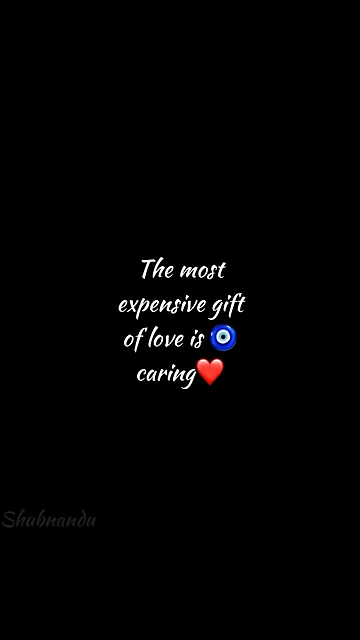 The most
expensive gift
of love is 🧿
caring❤️
Shubnandu